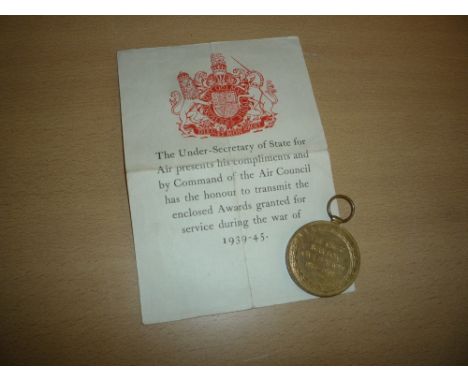 The Under-Secretary of State for
Air presents his compliments and
by Command of the Air Council
has the honour to transmit the
enclosed Awards granted for
service during the war of
1939-45.